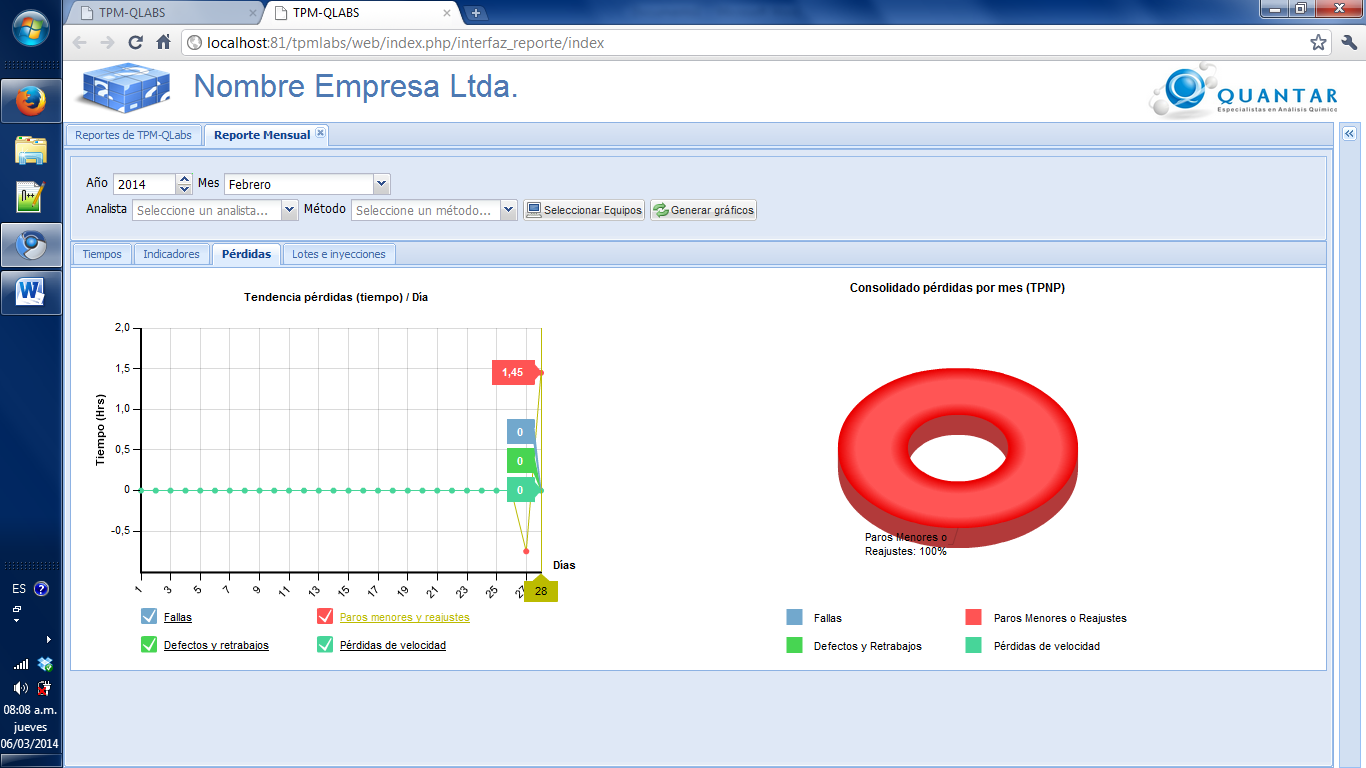 TPM-QLABS
TPM-QLABS
localhost:81/tpmlabs/web/index.php/interfaz_reporte/index
Nombre Empresa Ltda.
QUANTAR
Especialistas en Análisis Químico
Reportes de TPM-QLabs
Reporte Mensual
Año 2014 Mes Febrero
Analista Seleccione un analista... Método Seleccione un método... Seleccionar Equipos Generar gráficos
Tiempos Indicadores Pérdidas Lotes e inyecciones
Tendencia pérdidas (tiempo) / Día
Tiempo (Hrs)
2,0
1,5
1,0
0,5
0
-0,5
1,45
0
0
0
1 3 5 7 9 11 13 15 17 19 21 23 25 27 28
Días
Fallas Paros menores y reajustes
Defectos y retrabajos Pérdidas de velocidad
Consolidado pérdidas por mes (TPNP)
Paros Menores o
Reajustes: 100%
Fallas Paros Menores o Reajustes
Defectos y Retrabajos Pérdidas de velocidad
ES
08:08 a.m.
jueves
06/03/2014